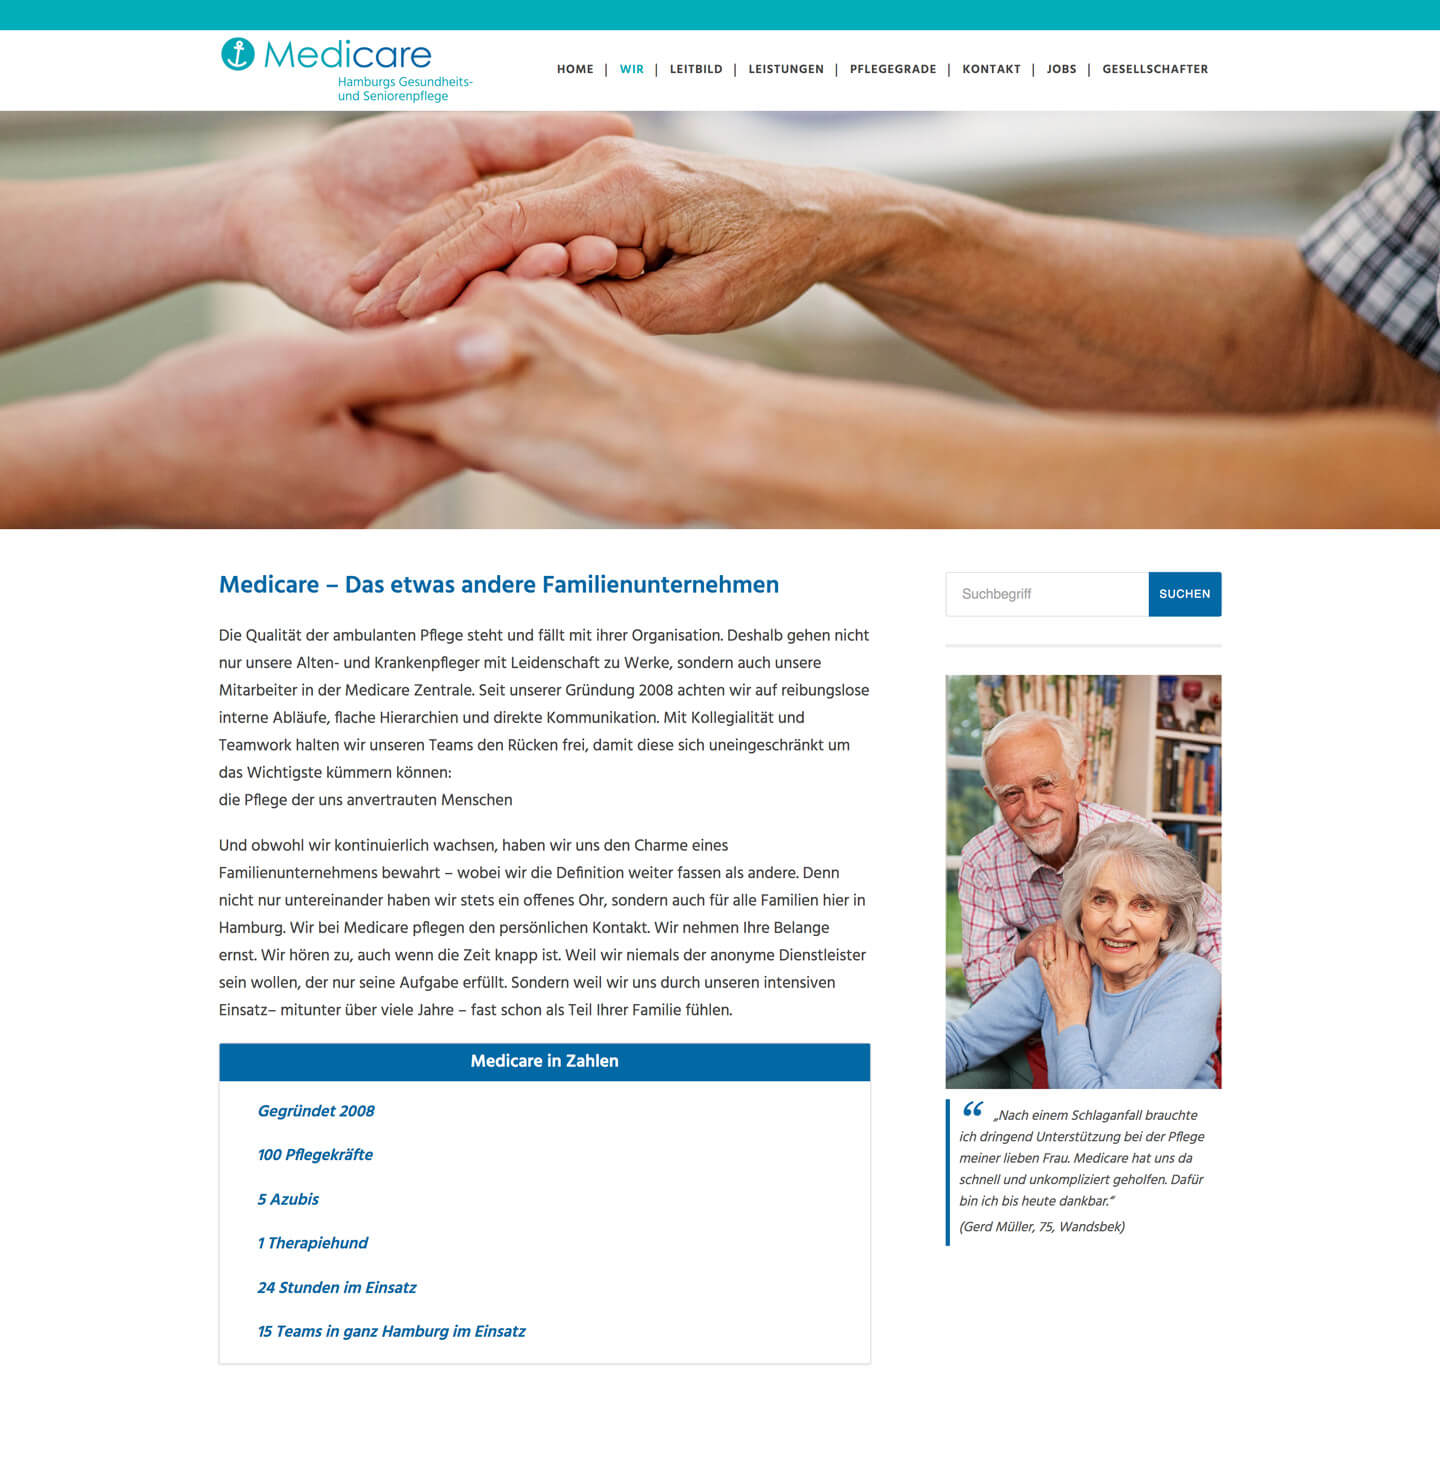 Medicare
Hamburgs Gesundheits-
und Seniorenpflege
HOME | WIR | LEITBILD | LEISTUNGEN | PFLEGEGRADE | KONTAKT | JOBS | GESELLSCHAFTER
Medicare – Das etwas andere Familienunternehmen
Die Qualität der ambulanten Pflege steht und fällt mit ihrer Organisation. Deshalb gehen nicht
nur unsere Alten- und Krankenpfleger mit Leidenschaft zu Werke, sondern auch unsere
Mitarbeiter in der Medicare Zentrale. Seit unserer Gründung 2008 achten wir auf reibungslose
interne Abläufe, flache Hierarchien und direkte Kommunikation. Mit Kollegialität und
Teamwork halten wir unseren Teams den Rücken frei, damit diese sich uneingeschränkt um
das Wichtigste kümmern können:
die Pflege der uns anvertrauten Menschen
Und obwohl wir kontinuierlich wachsen, haben wir uns den Charme eines
Familienunternehmens bewahrt – wobei wir die Definition weiter fassen als andere. Denn
nicht nur untereinander haben wir stets ein offenes Ohr, sondern auch für alle Familien hier in
Hamburg. Wir bei Medicare pflegen den persönlichen Kontakt. Wir nehmen Ihre Belange
ernst. Wir hören zu, auch wenn die Zeit knapp ist. Weil wir niemals der anonyme Dienstleister
sein wollen, der nur seine Aufgabe erfüllt. Sondern weil wir uns durch unseren intensiven
Einsatz– mitunter über viele Jahre – fast schon als Teil Ihrer Familie fühlen.
Medicare in Zahlen
Gegründet 2008
100 Pflegekräfte
5 Azubis
1 Therapiehund
24 Stunden im Einsatz
15 Teams in ganz Hamburg im Einsatz
Suchbegriff
SUCHEN
“ „Nach einem Schlaganfall brauchte
ich dringend Unterstützung bei der Pflege
meiner lieben Frau. Medicare hat uns da
schnell und unkompliziert geholfen. Dafür
bin ich bis heute dankbar.“
(Gerd Müller, 75, Wandsbek)